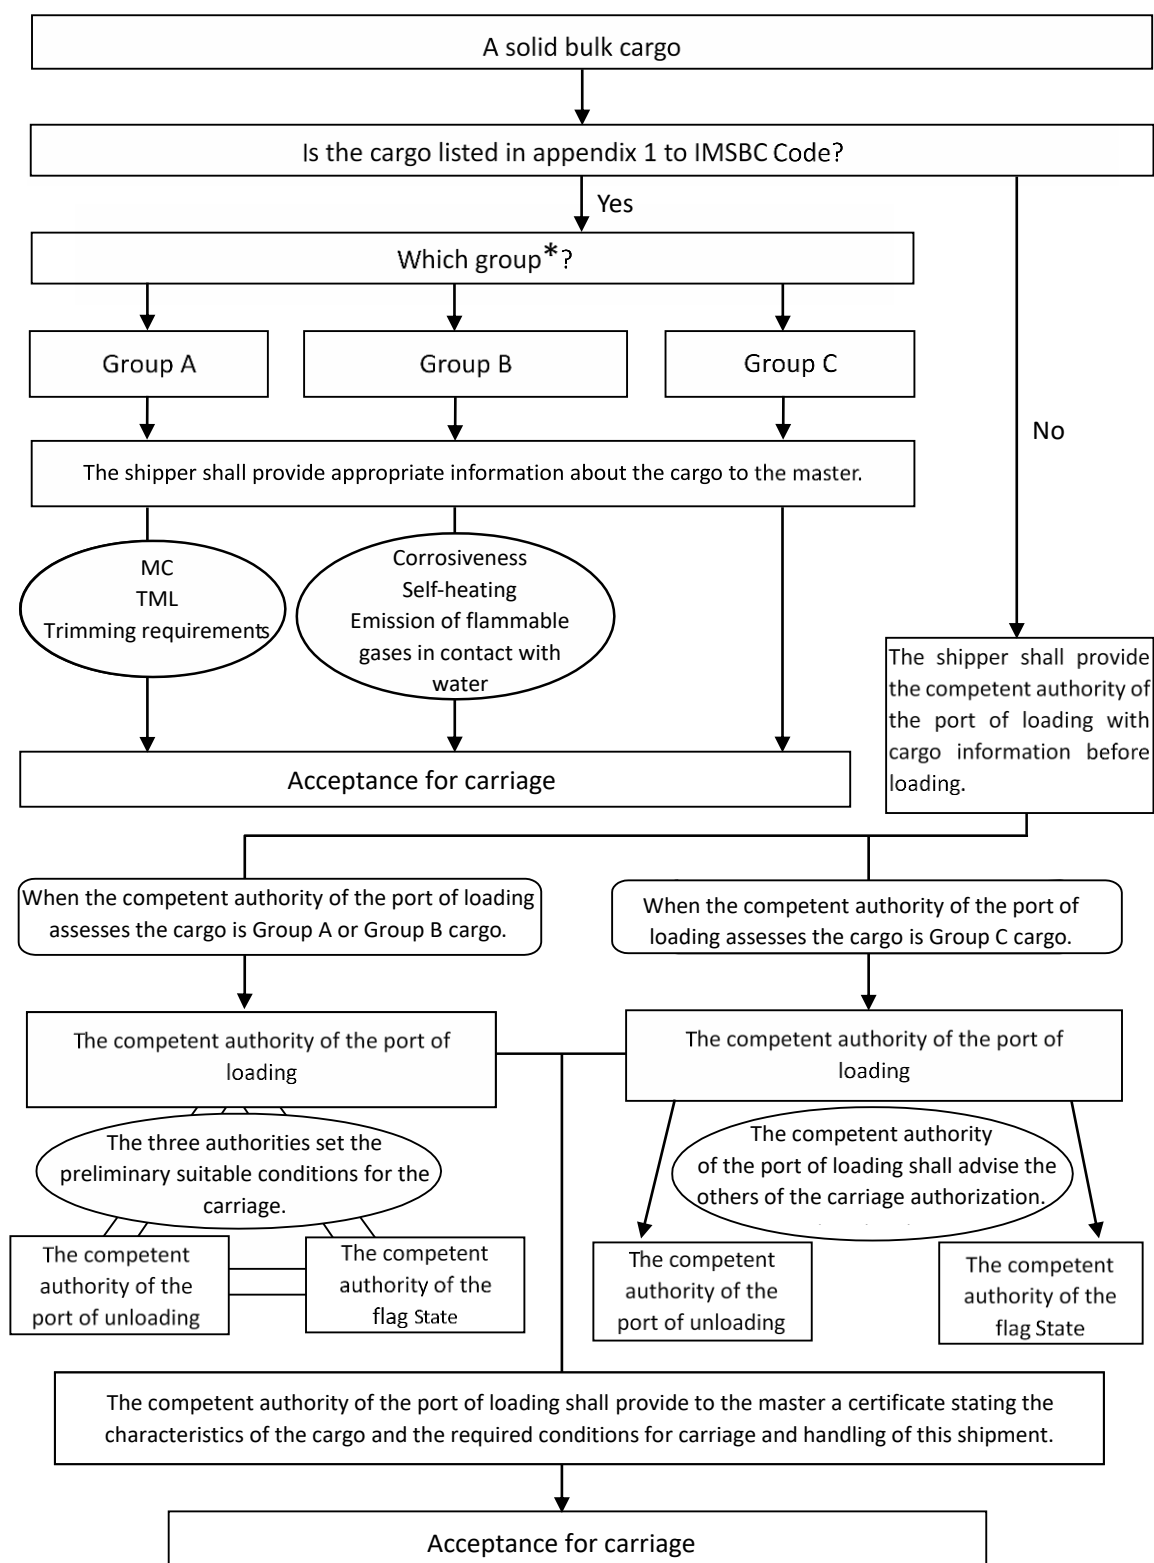 A solid bulk cargo
Is the cargo listed in appendix 1 to IMSBC Code?
Yes
Which group*?
Group A
Group B
Group C
No
The shipper shall provide appropriate information about the cargo to the master.
MC
TML
Trimming requirements
Corrosiveness
Self-heating
Emission of flammable
gases in contact with
water
The shipper shall provide
the competent authority of
the port of loading with
cargo information before
loading.
Acceptance for carriage
When the competent authority of the port of loading
assesses the cargo is Group A or Group B cargo.
When the competent authority of the port of
loading assesses the cargo is Group C cargo.
The competent authority of the port of
loading
The competent authority of the port of
loading
The three authorities set the
preliminary suitable conditions for the
carriage.
The competent authority
of the port of loading shall advise the
others of the carriage authorization.
The competent
authority of the
port of unloading
The competent
authority of the
flag State
The competent
authority of the
port of unloading
The competent
authority of the
flag State
The competent authority of the port of loading shall provide to the master a certificate stating the
characteristics of the cargo and the required conditions for carriage and handling of this shipment.
Acceptance for carriage